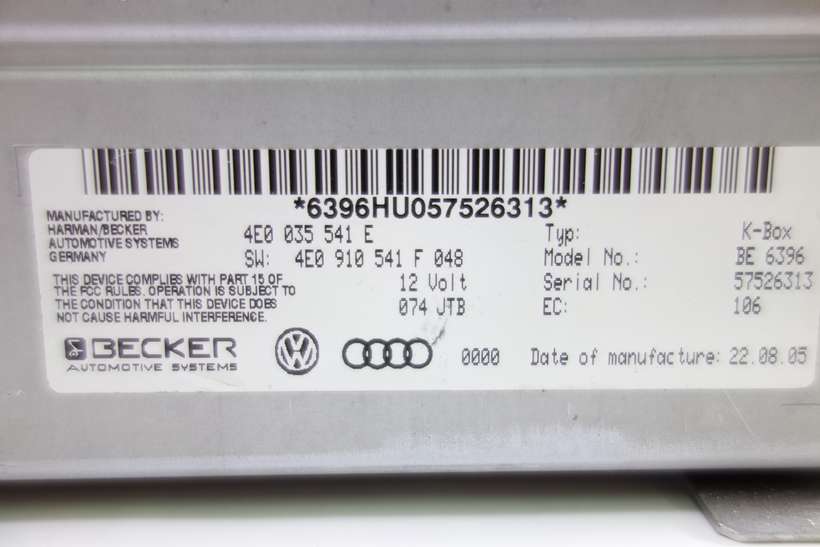 *6396HU057526313*
MANUFACTURED BY:
HARMAN/BECKER
AUTOMOTIVE SYSTEMS
GERMANY
4E0 035 541 E
SW: 4E0 910 541 F 048
12 Volt
074 JTB
Typ: K-Box
Model No.: BE 6396
Serial No.: 57526313
EC: 106
THIS DEVICE COMPLIES WITH PART 15 OF
THE FCC RULES. OPERATION IS SUBJECT TO
THE CONDITION THAT THIS DEVICE DOES
NOT CAUSE HARMFUL INTERFERENCE.
BECKER
AUTOMOTIVE SYSTEMS
VW
0000
Date of manufacture: 22.08.05